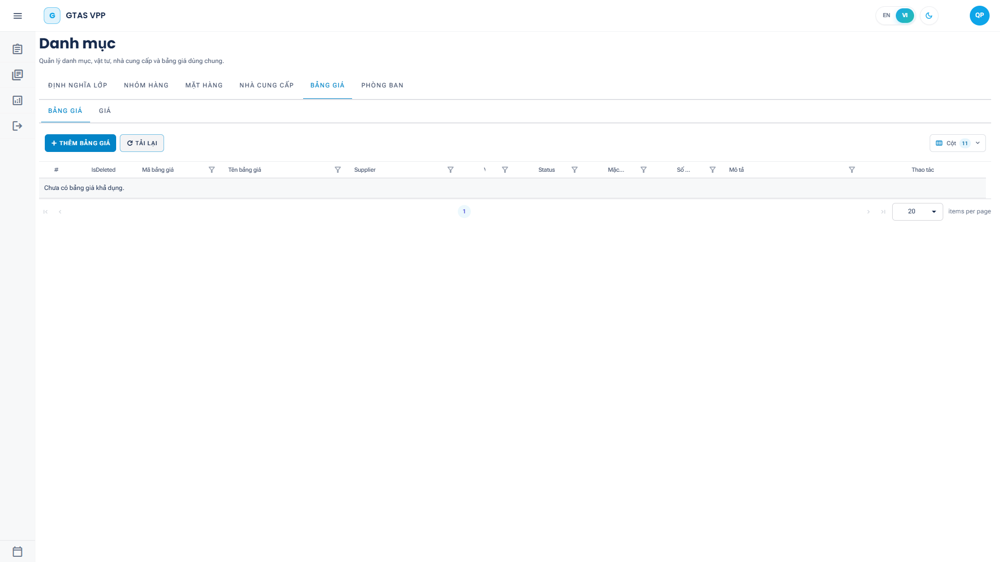 G GTAS VPP EN VI QP
Danh mục
Quản lý danh mục, vật tư, nhà cung cấp và bảng giá dùng chung.
ĐỊNH NGHĨA LỚP NHÓM HÀNG MẶT HÀNG NHÀ CUNG CẤP BẢNG GIÁ PHÒNG BAN
BẢNG GIÁ GIÁ
+ THÊM BẢNG GIÁ TẢI LẠI Cột 11
# IsDeleted Mã bảng giá Tên bảng giá Supplier Status Mặc... Số ... Mô tả Thao tác
Chưa có bảng giá khả dụng.
1 20 items per page